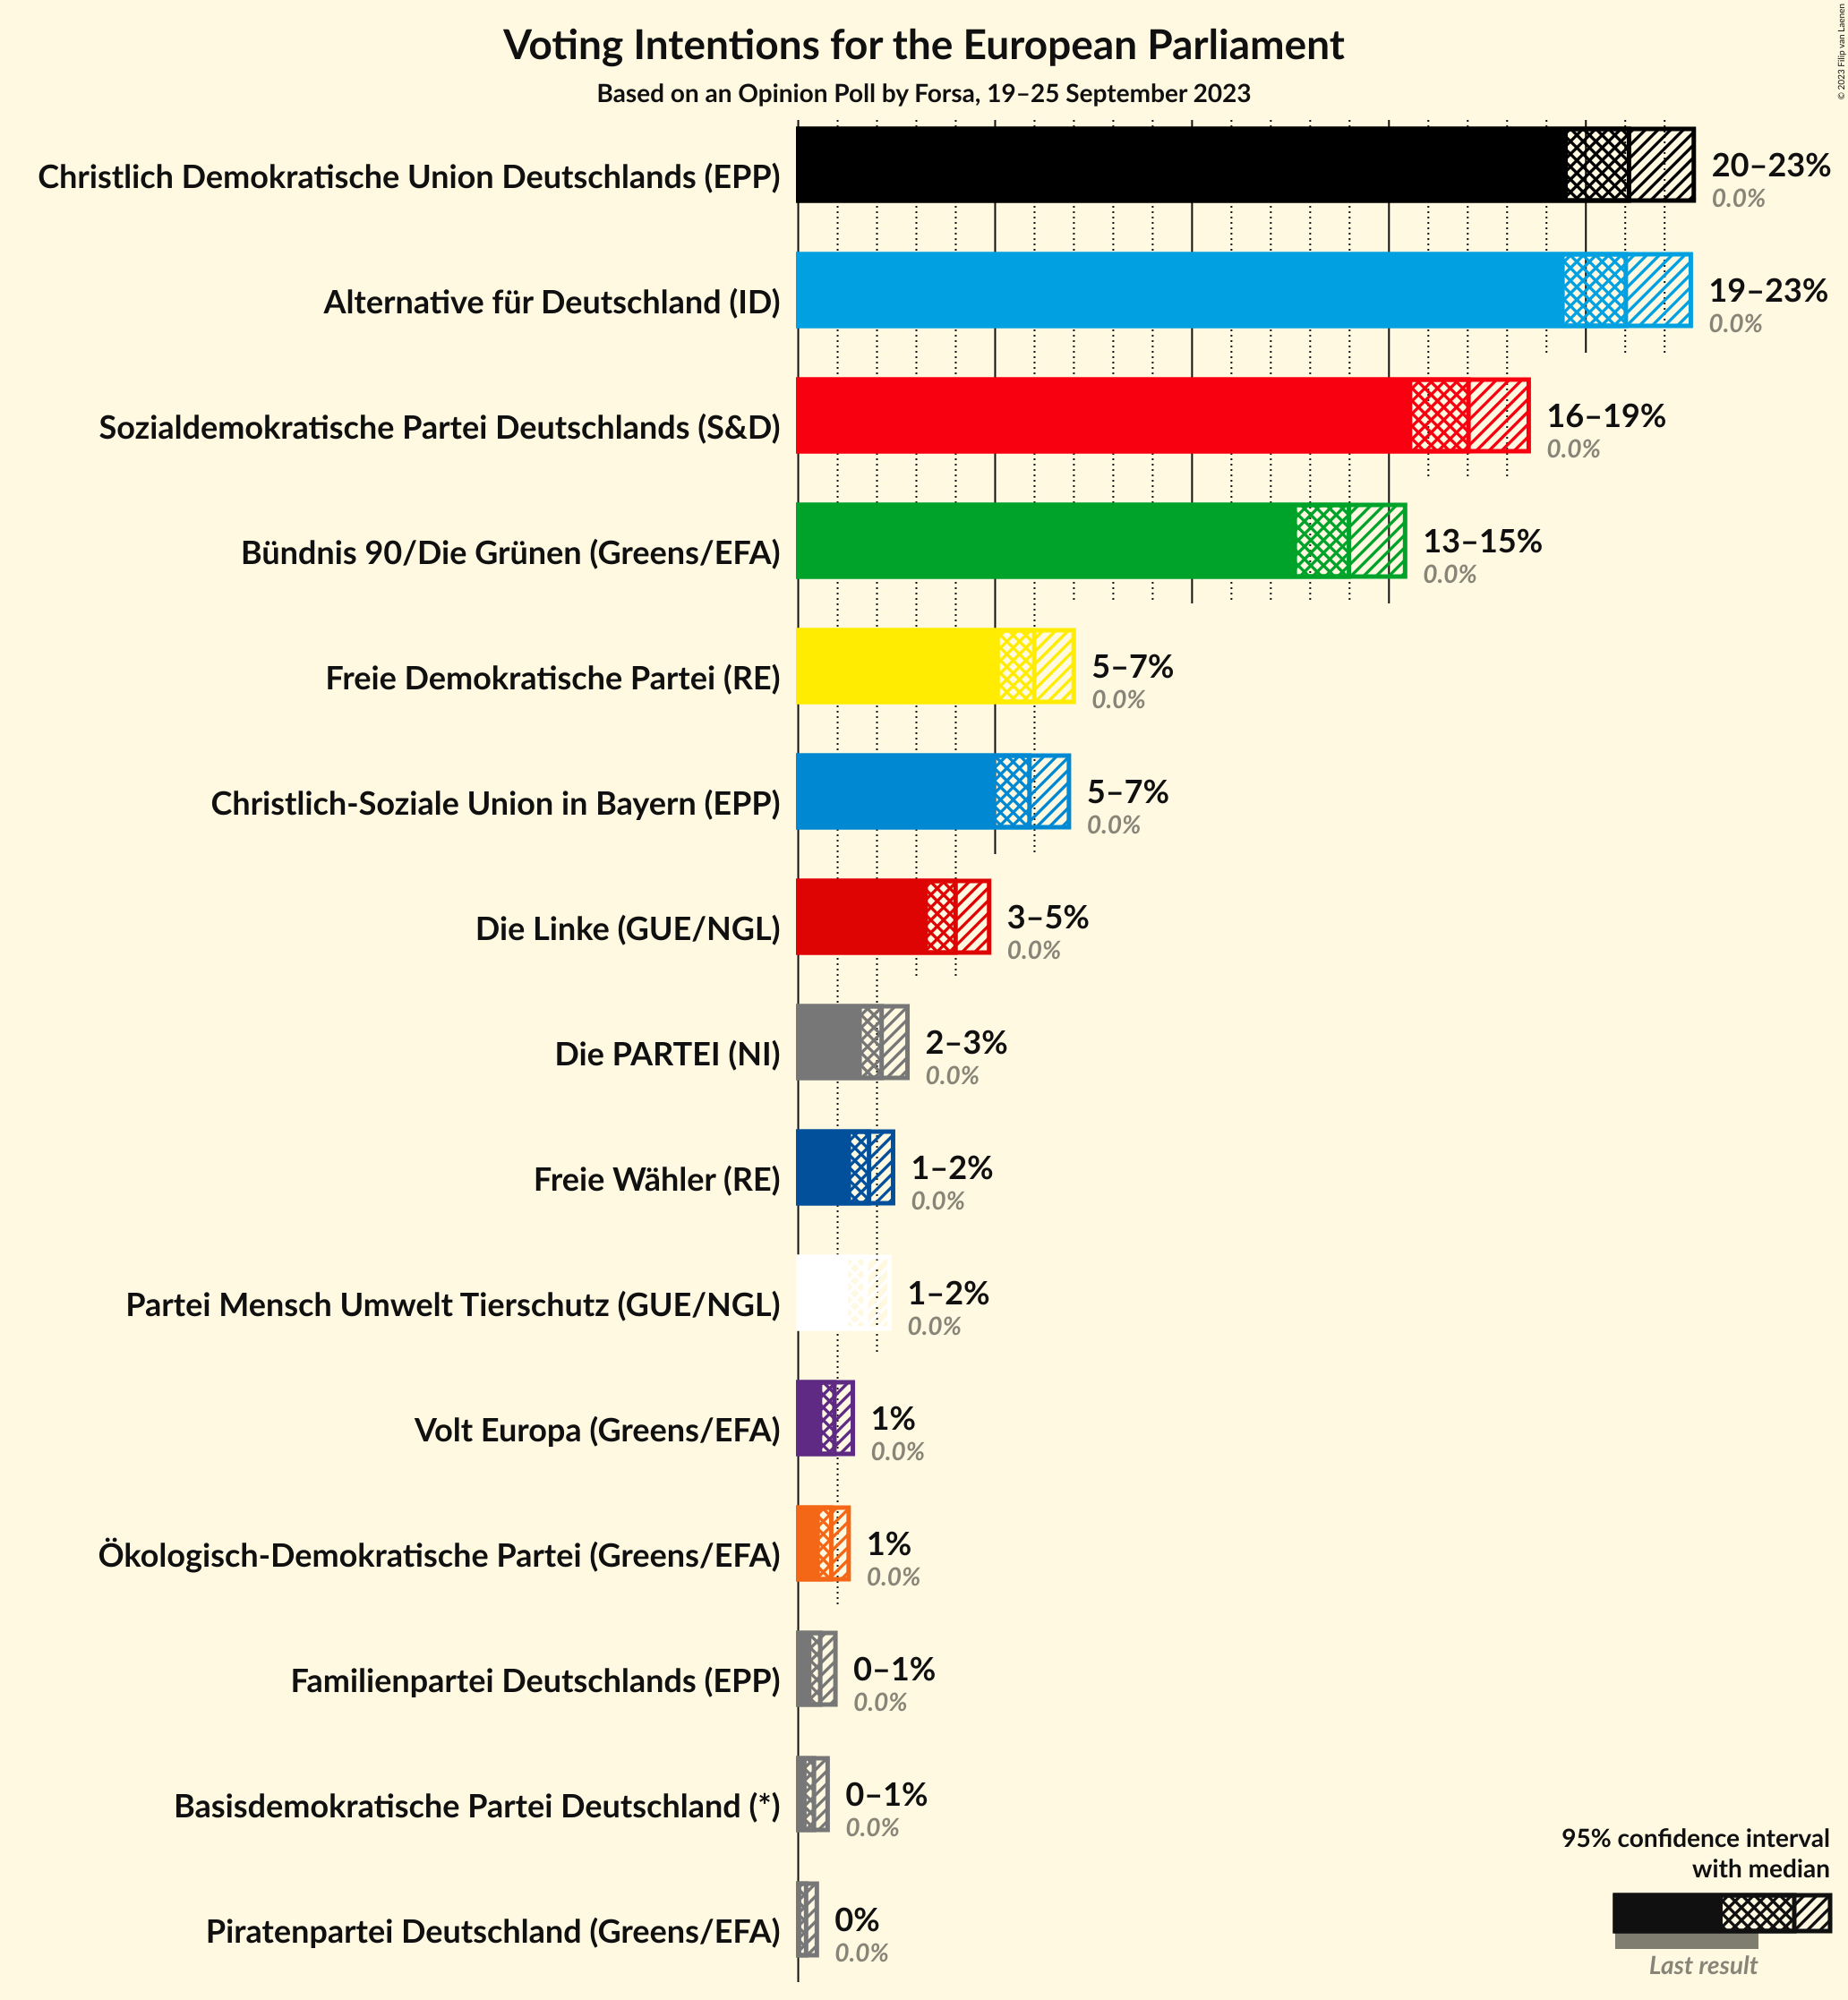 © 2023 Filip van Laenen
Voting Intentions for the European Parliament
Based on an Opinion Poll by Forsa, 19–25 September 2023
Christlich Demokratische Union Deutschlands (EPP)
20–23%
0.0%
Alternative für Deutschland (ID)
19–23%
0.0%
Sozialdemokratische Partei Deutschlands (S&D)
16–19%
0.0%
Bündnis 90/Die Grünen (Greens/EFA)
13–15%
0.0%
Freie Demokratische Partei (RE)
5–7%
0.0%
Christlich-Soziale Union in Bayern (EPP)
5–7%
0.0%
Die Linke (GUE/NGL)
3–5%
0.0%
Die PARTEI (NI)
2–3%
0.0%
Freie Wähler (RE)
1–2%
0.0%
Partei Mensch Umwelt Tierschutz (GUE/NGL)
1–2%
0.0%
Volt Europa (Greens/EFA)
1%
0.0%
Ökologisch-Demokratische Partei (Greens/EFA)
1%
0.0%
Familienpartei Deutschlands (EPP)
0–1%
0.0%
Basisdemokratische Partei Deutschland (*)
0–1%
0.0%
Piratenpartei Deutschland (Greens/EFA)
0%
0.0%
95% confidence interval
with median
Last result